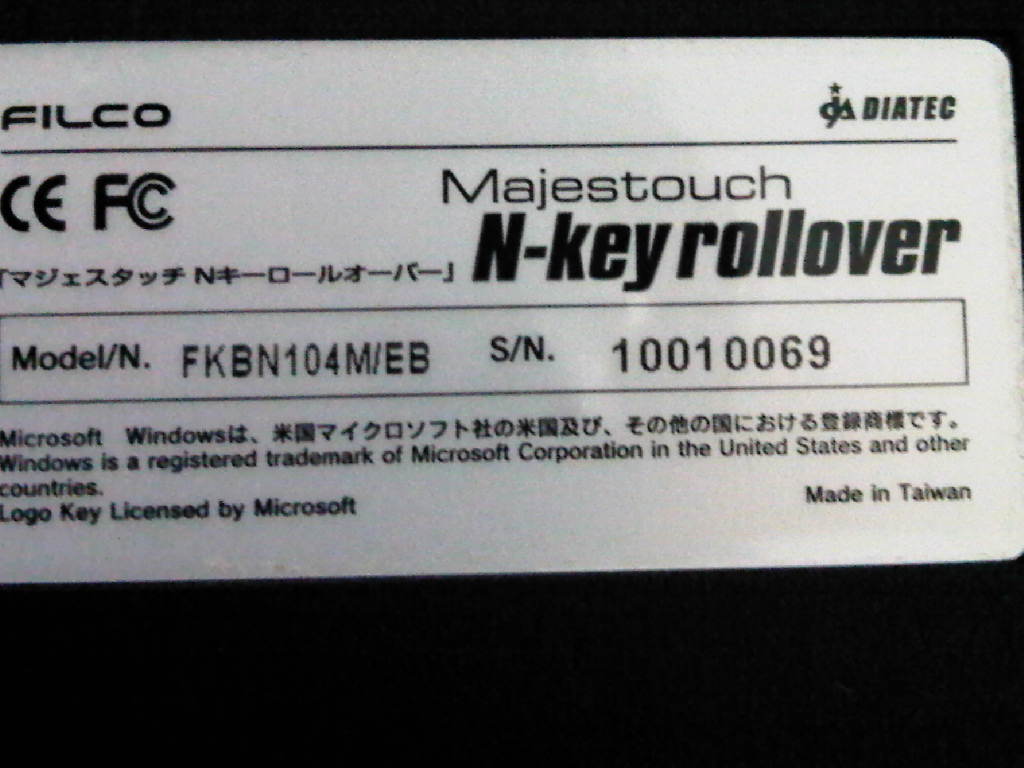 FILCO
DIATEC
CE FC
Majestouch
N-key rollover
「マジェスタッチ Nキーロールオーバー」
Model/N. FKBN104M/EB S/N. 10010069
Microsoft Windowsは、米国マイクロソフト社の米国及び、その他の国における登録商標です。
Windows is a registered trademark of Microsoft Corporation in the United States and other
countries.
Logo Key Licensed by Microsoft
Made in Taiwan